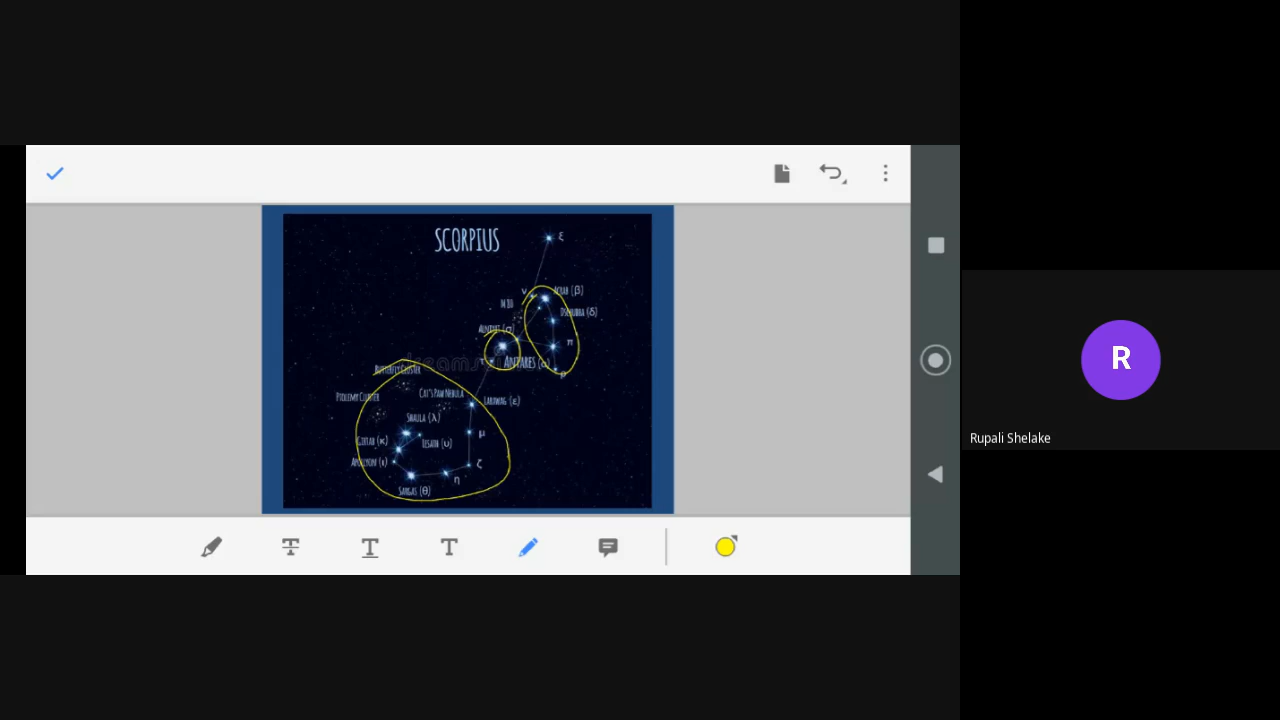 SCORPIUS
ξ
ν
ACRAB (β)
M 80
DSCHUBBA (δ)
ALNIYAT (σ)
π
ANTARES (α)
τ
ρ
BUTTERFLY CLUSTER
CAT'S PAW NEBULA
PTOLEMY CLUSTER
LARAWAG (ε)
SHAULA (λ)
GIRTAB (κ)
LESATH (υ)
μ
(ι)
ζ
η
SARGAS (θ)
R
Rupali Shelake